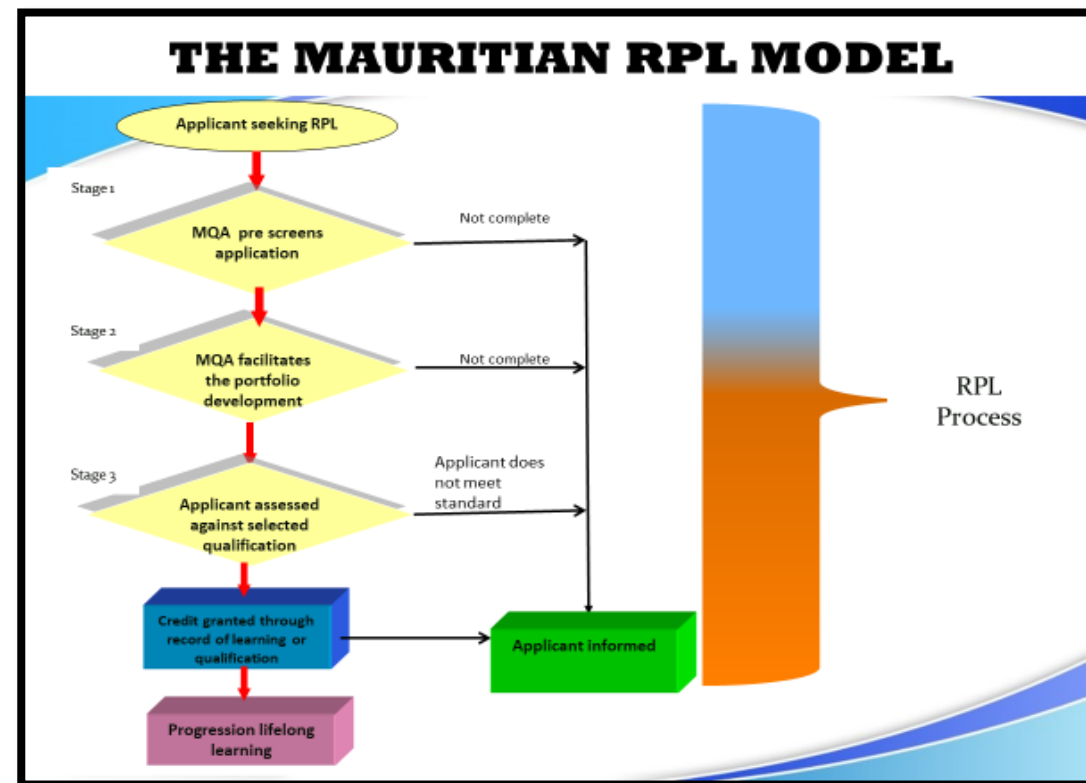 THE MAURITIAN RPL MODEL
Applicant seeking RPL
Stage 1
MQA pre screens
application
Not complete
Stage 2
MQA facilitates
the portfolio
development
Not complete
Stage 3
Applicant assessed
against selected
qualification
Applicant does
not meet
standard
Credit granted through
record of learning or
qualification
Applicant informed
Progression lifelong
learning
RPL
Process